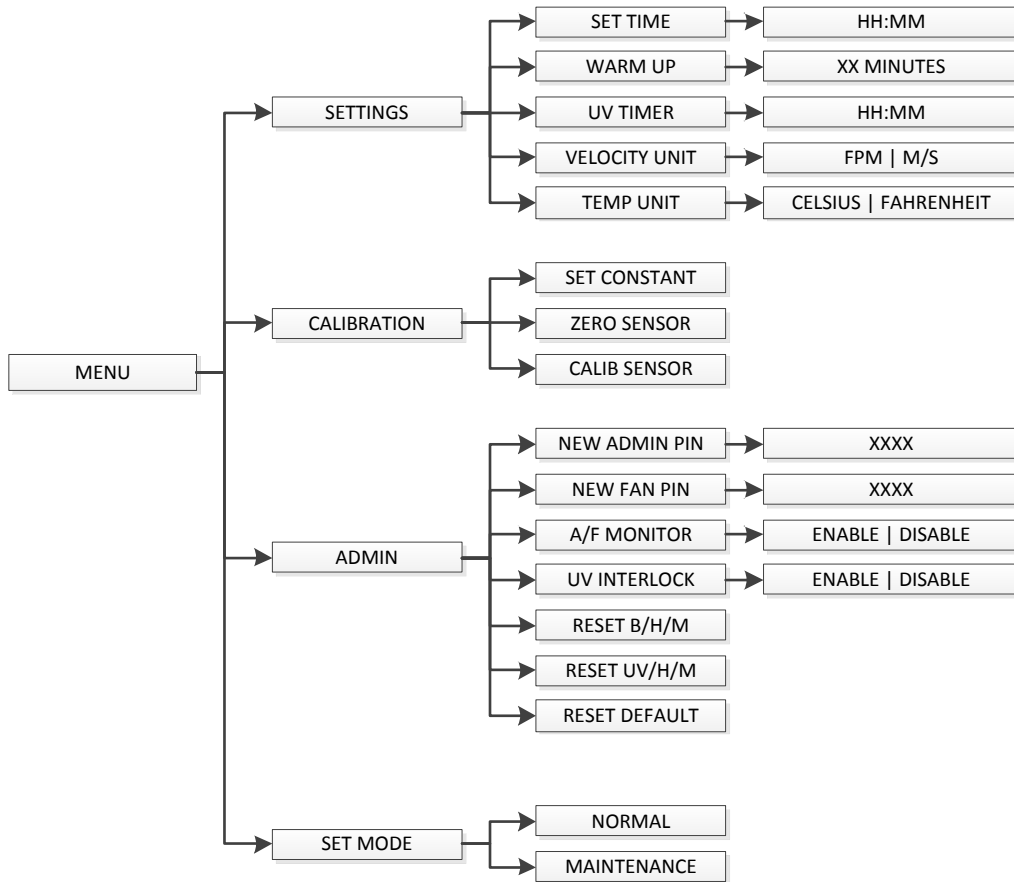 MENU
SETTINGS
SET TIME
HH:MM
WARM UP
XX MINUTES
UV TIMER
HH:MM
VELOCITY UNIT
FPM | M/S
TEMP UNIT
CELSIUS | FAHRENHEIT
CALIBRATION
SET CONSTANT
ZERO SENSOR
CALIB SENSOR
ADMIN
NEW ADMIN PIN
XXXX
NEW FAN PIN
XXXX
A/F MONITOR
ENABLE | DISABLE
UV INTERLOCK
ENABLE | DISABLE
RESET B/H/M
RESET UV/H/M
RESET DEFAULT
SET MODE
NORMAL
MAINTENANCE